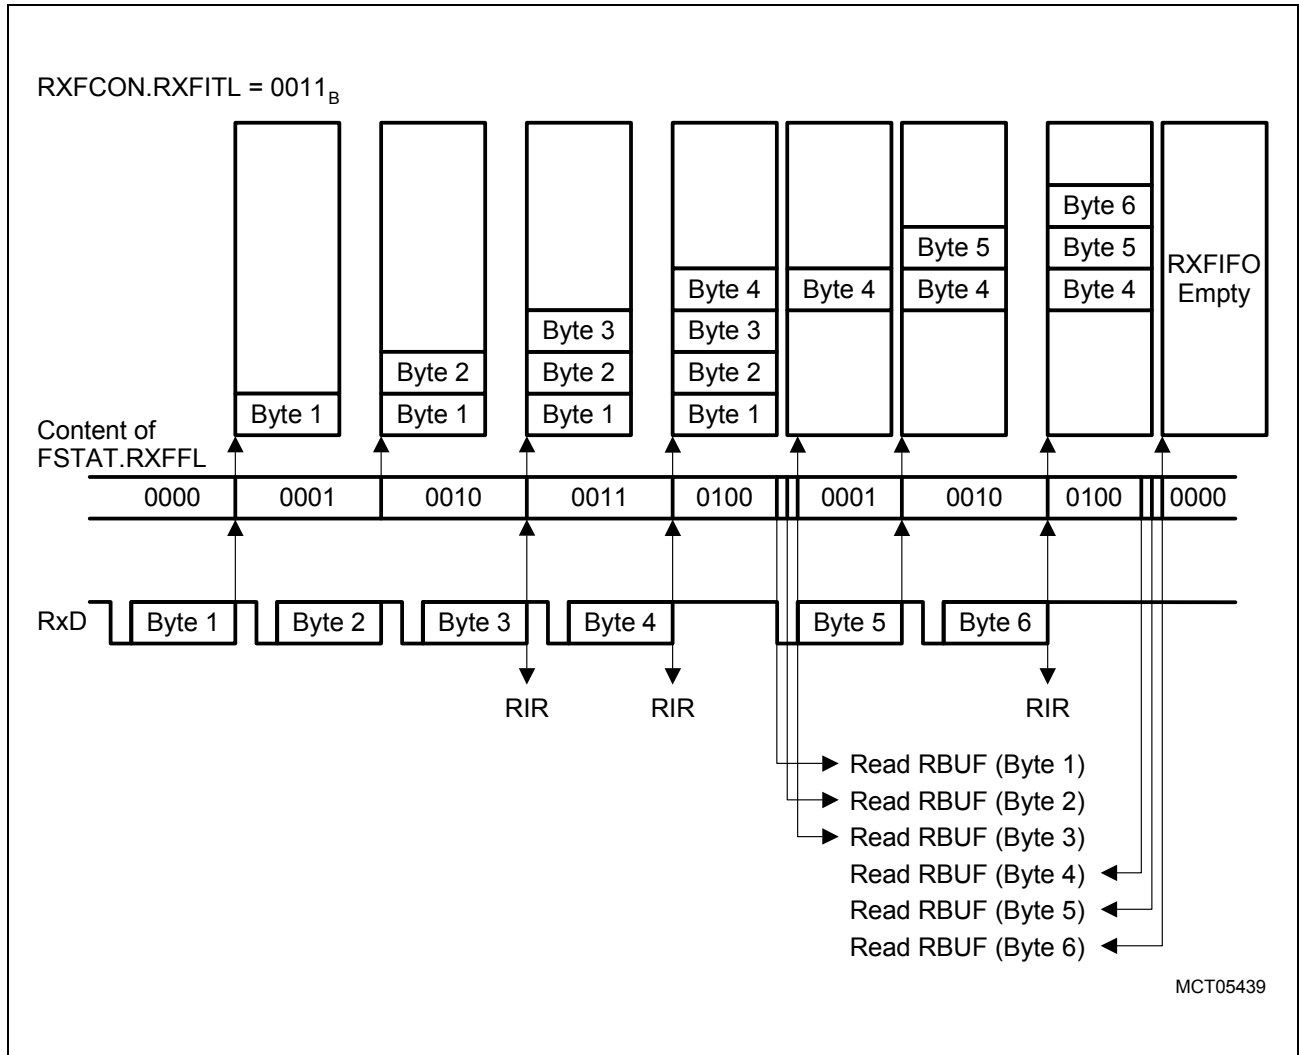 RXFCON.RXFITL = 0011B
Byte 6
Byte 5 Byte 5 RXFIFO
Byte 4 Byte 4 Byte 4 Byte 4 Empty
Byte 3 Byte 3
Byte 2 Byte 2 Byte 2
Byte 1 Byte 1 Byte 1 Byte 1
Content of
FSTAT.RXFFL
0000 0001 0010 0011 0100 0001 0010 0100 0000
RxD Byte 1 Byte 2 Byte 3 Byte 4 Byte 5 Byte 6
RIR RIR RIR
Read RBUF (Byte 1)
Read RBUF (Byte 2)
Read RBUF (Byte 3)
Read RBUF (Byte 4)
Read RBUF (Byte 5)
Read RBUF (Byte 6)
MCT05439